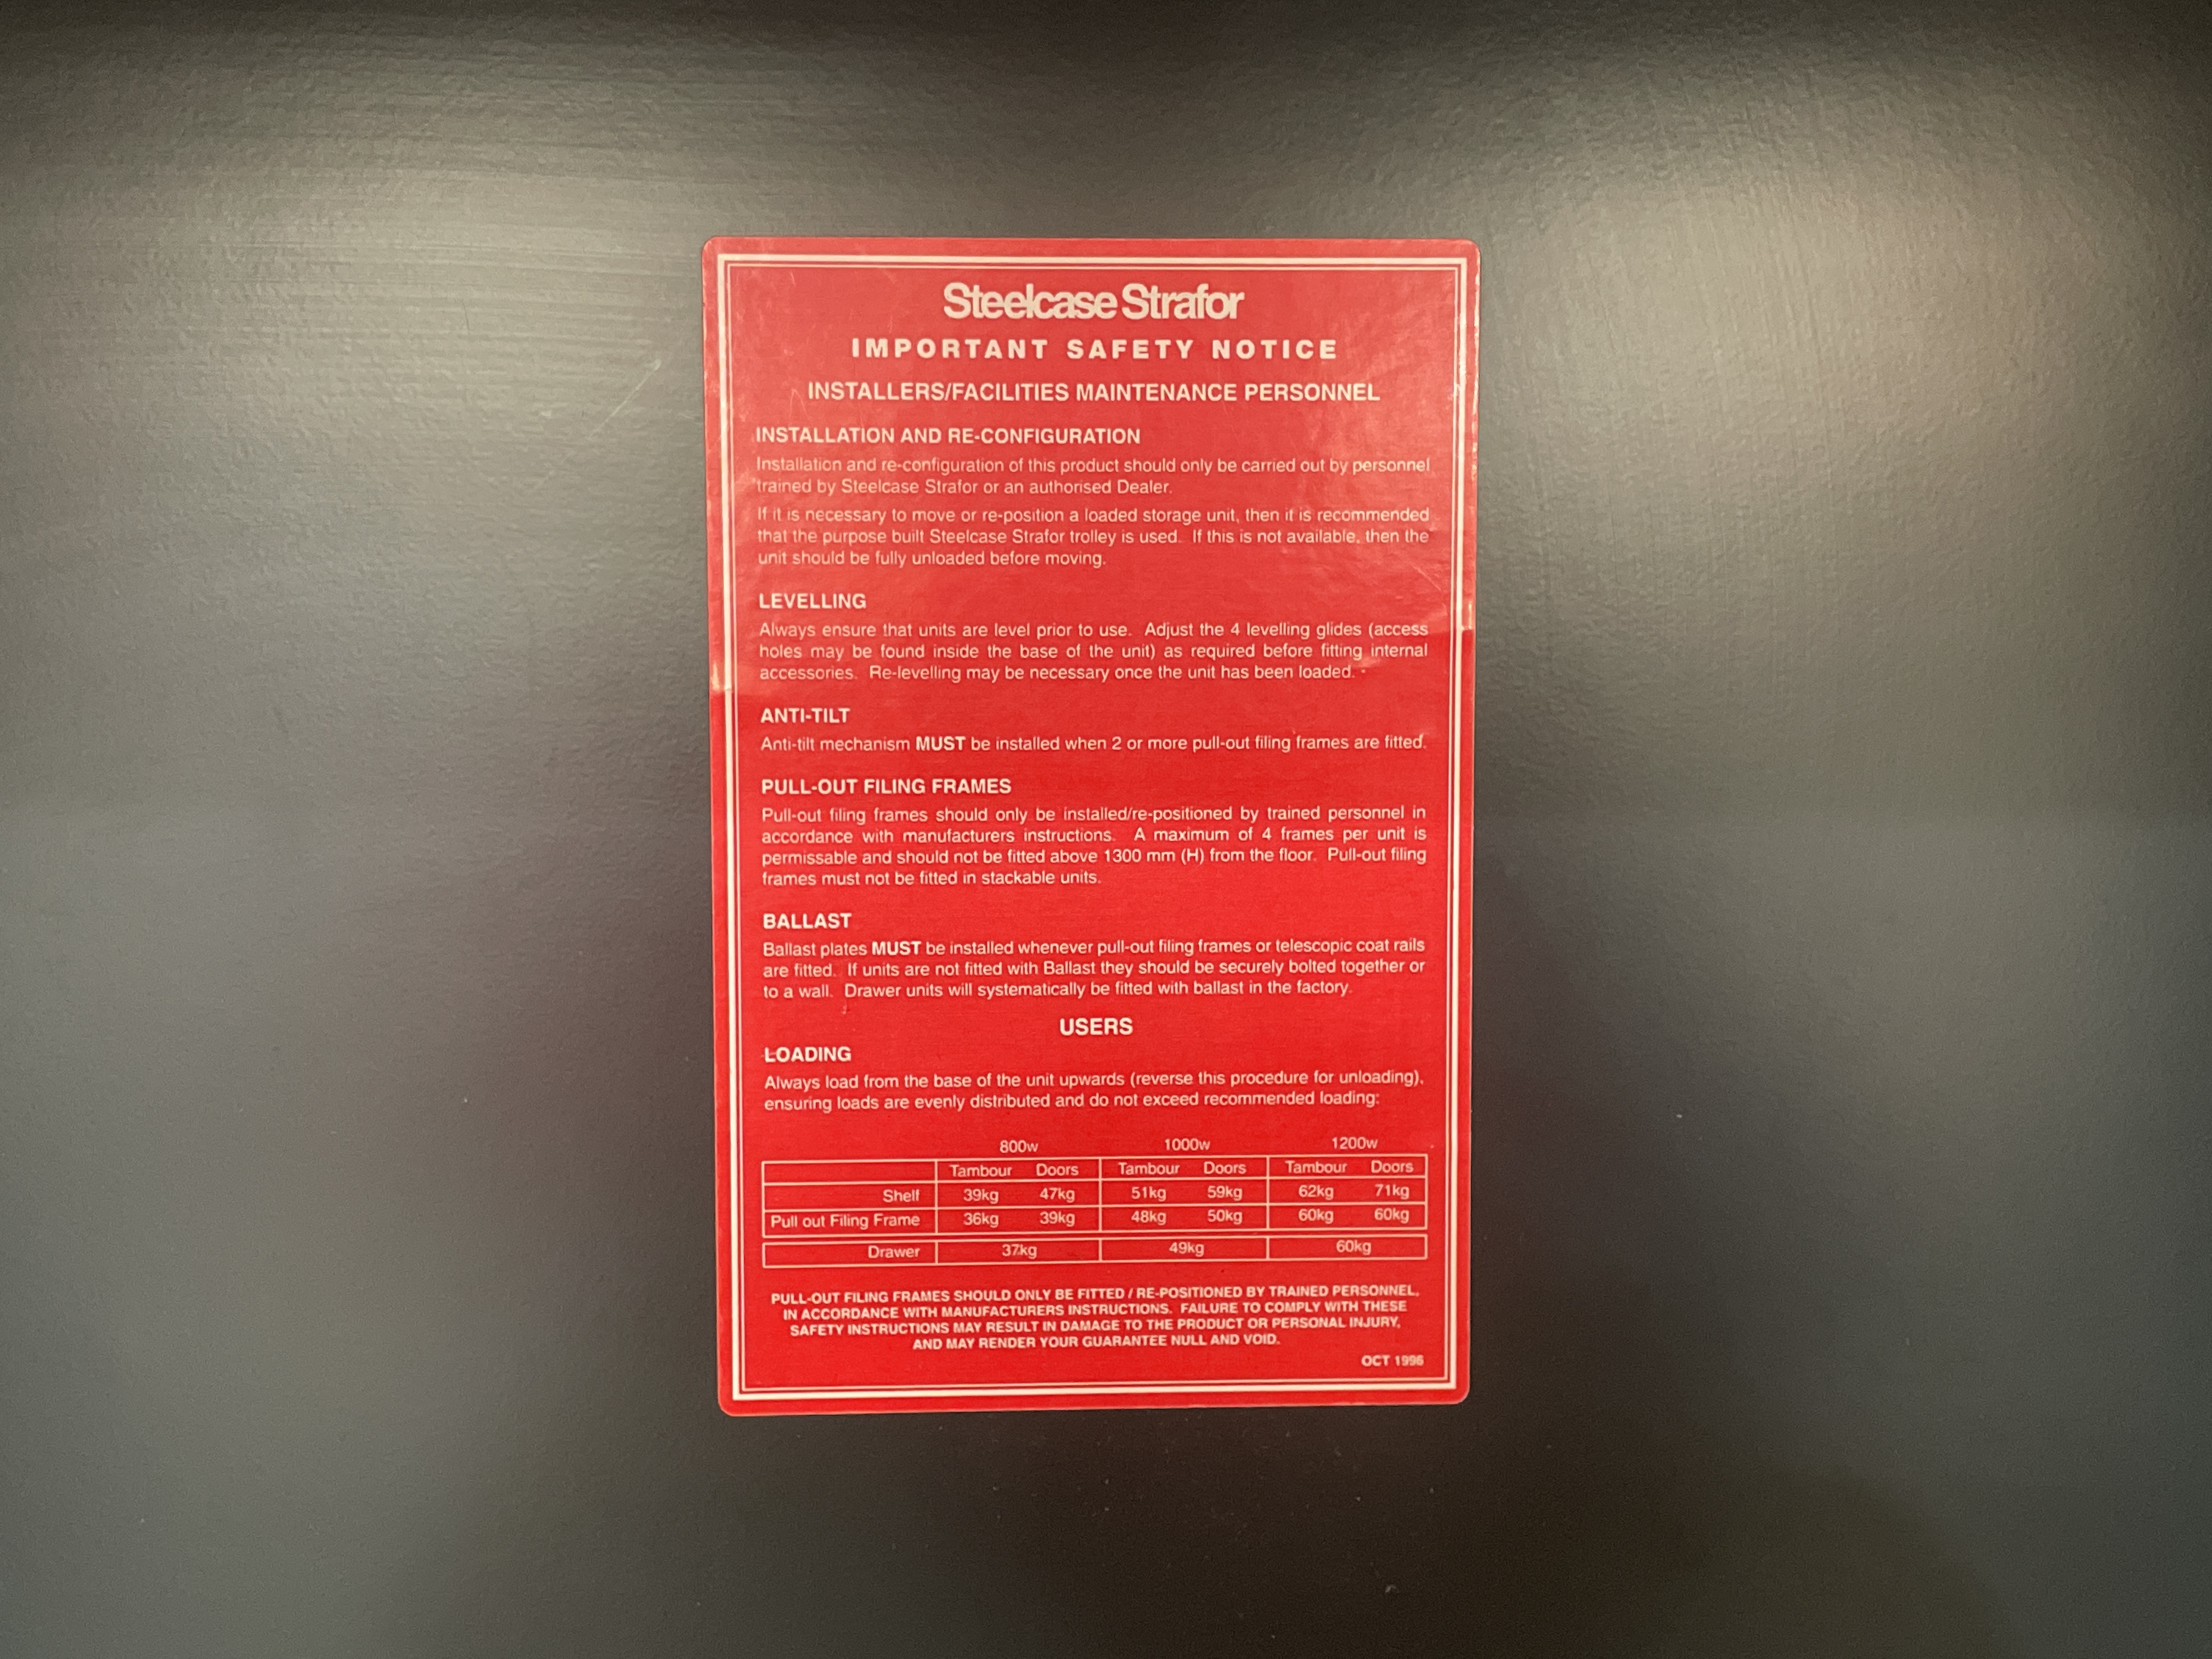 Steelcase Strafor
IMPORTANT SAFETY NOTICE
INSTALLERS/FACILITIES MAINTENANCE PERSONNEL
INSTALLATION AND RE-CONFIGURATION
Installation and re-configuration of this product should only be carried out by personnel
trained by Steelcase Strafor or an authorised Dealer.
If it is necessary to move or re-position a loaded storage unit, then it is recommended
that the purpose built Steelcase Strafor trolley is used. If this is not available, then the
unit should be fully unloaded before moving.
LEVELLING
Always ensure that units are level prior to use. Adjust the 4 levelling glides (access
holes may be found inside the base of the unit) as required before fitting internal
accessories. Re-levelling may be necessary once the unit has been loaded.
ANTI-TILT
Anti-tilt mechanism MUST be installed when 2 or more pull-out filing frames are fitted.
PULL-OUT FILING FRAMES
Pull-out filing frames should only be installed/re-positioned by trained personnel in
accordance with manufacturers instructions. A maximum of 4 frames per unit is
permissable and should not be fitted above 1300 mm (H) from the floor. Pull-out filing
frames must not be fitted in stackable units.
BALLAST
Ballast plates MUST be installed whenever pull-out filing frames or telescopic coat rails
are fitted. If units are not fitted with Ballast they should be securely bolted together or
to a wall. Drawer units will systematically be fitted with ballast in the factory.
USERS
LOADING
Always load from the base of the unit upwards (reverse this procedure for unloading),
ensuring loads are evenly distributed and do not exceed recommended loading:
800w 1000w 1200w
Tambour Doors Tambour Doors Tambour Doors
Shelf 39kg 47kg 51kg 59kg 62kg 71kg
Pull out Filing Frame 36kg 39kg 48kg 50kg 60kg 60kg
Drawer 37kg 49kg 60kg
PULL-OUT FILING FRAMES SHOULD ONLY BE FITTED / RE-POSITIONED BY TRAINED PERSONNEL,
IN ACCORDANCE WITH MANUFACTURERS INSTRUCTIONS. FAILURE TO COMPLY WITH THESE
SAFETY INSTRUCTIONS MAY RESULT IN DAMAGE TO THE PRODUCT OR PERSONAL INJURY,
AND MAY RENDER YOUR GUARANTEE NULL AND VOID.
OCT 1996